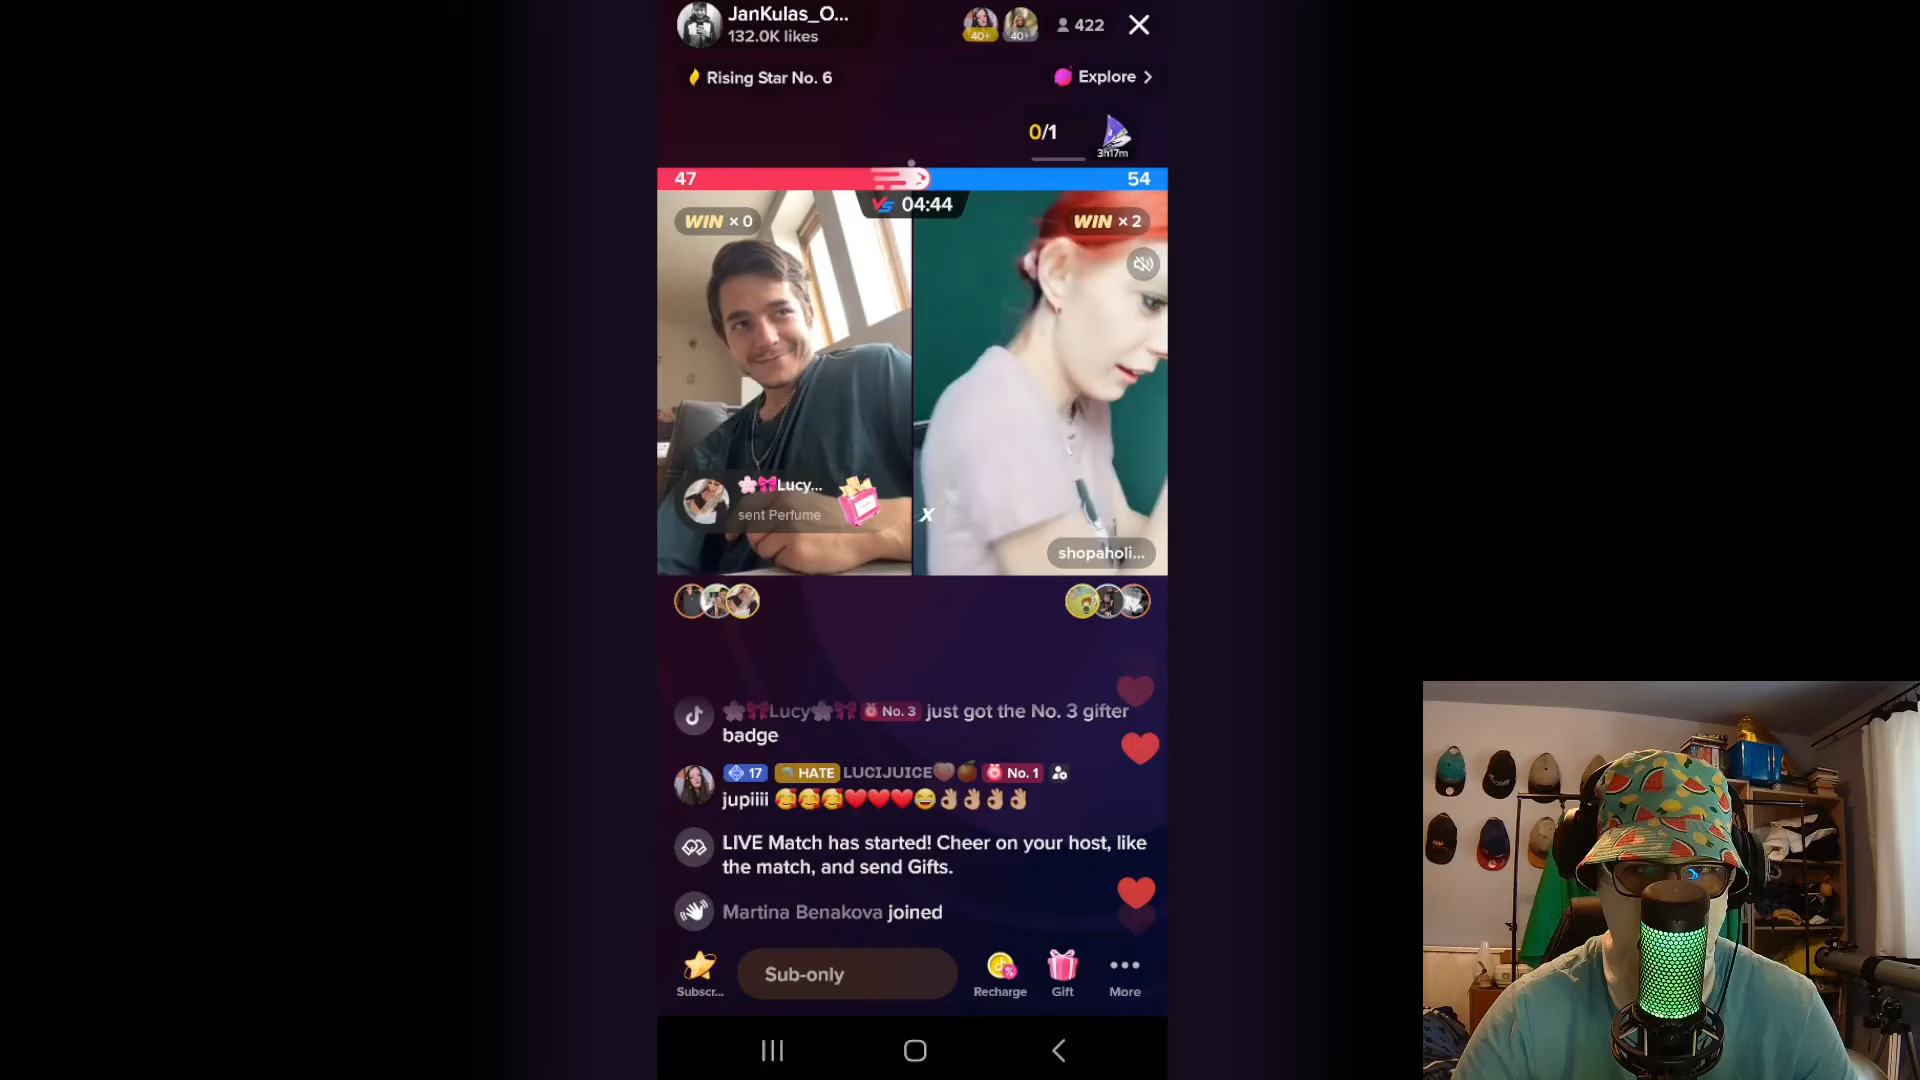 JanKulas_O...
132.0K likes
40+
40+
422
Rising Star No. 6
Explore >
0/1
3h17m
47
54
VS 04:44
WIN × 0
WIN × 2
Lucy...
sent Perfume
x
shopaholi...
Lucy No. 3 just got the No. 3 gifter
badge
17 HATE LUCIJUICE No. 1
jupiiii 🥰🥰🥰❤️❤️❤️😂👌🏼👌🏼👌🏼👌🏼
LIVE Match has started! Cheer on your host, like
the match, and send Gifts.
Martina Benakova joined
Subscr...
Sub-only
Recharge
Gift
More